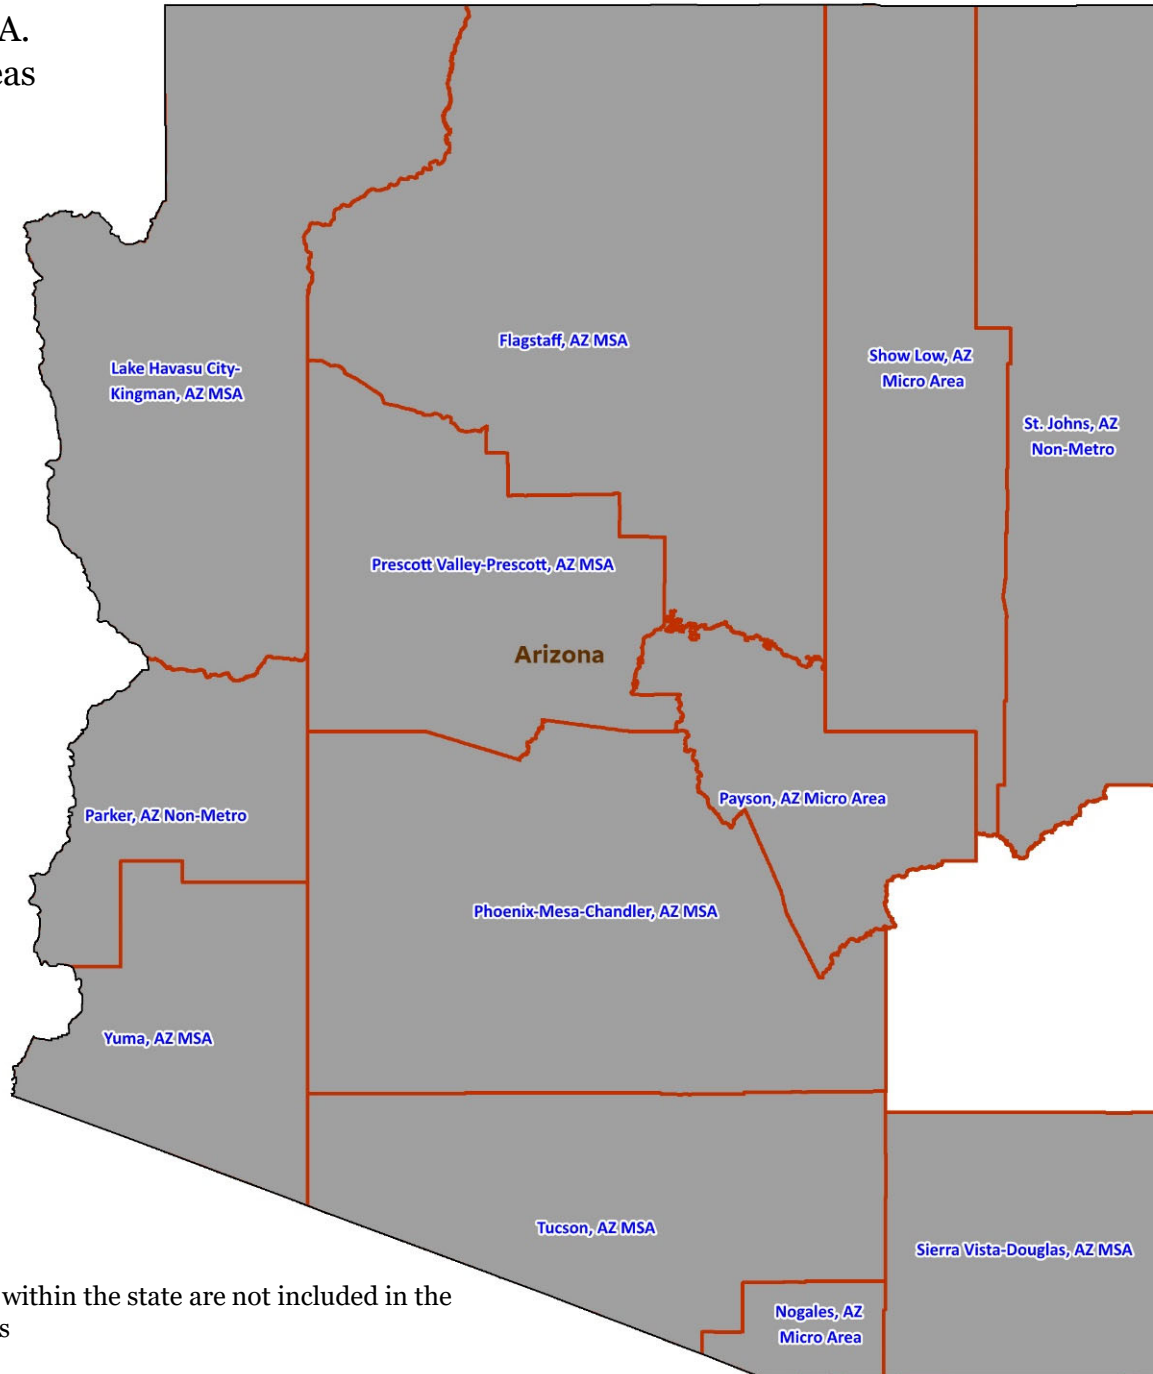 A.
eas
Flagstaff, AZ MSA
Lake Havasu City-
Kingman, AZ MSA
Show Low, AZ
Micro Area
St. Johns, AZ
Non-Metro
Prescott Valley-Prescott, AZ MSA
Arizona
Parker, AZ Non-Metro
Payson, AZ Micro Area
Phoenix-Mesa-Chandler, AZ MSA
Yuma, AZ MSA
Tucson, AZ MSA
Sierra Vista-Douglas, AZ MSA
Nogales, AZ
Micro Area
within the state are not included in the
s